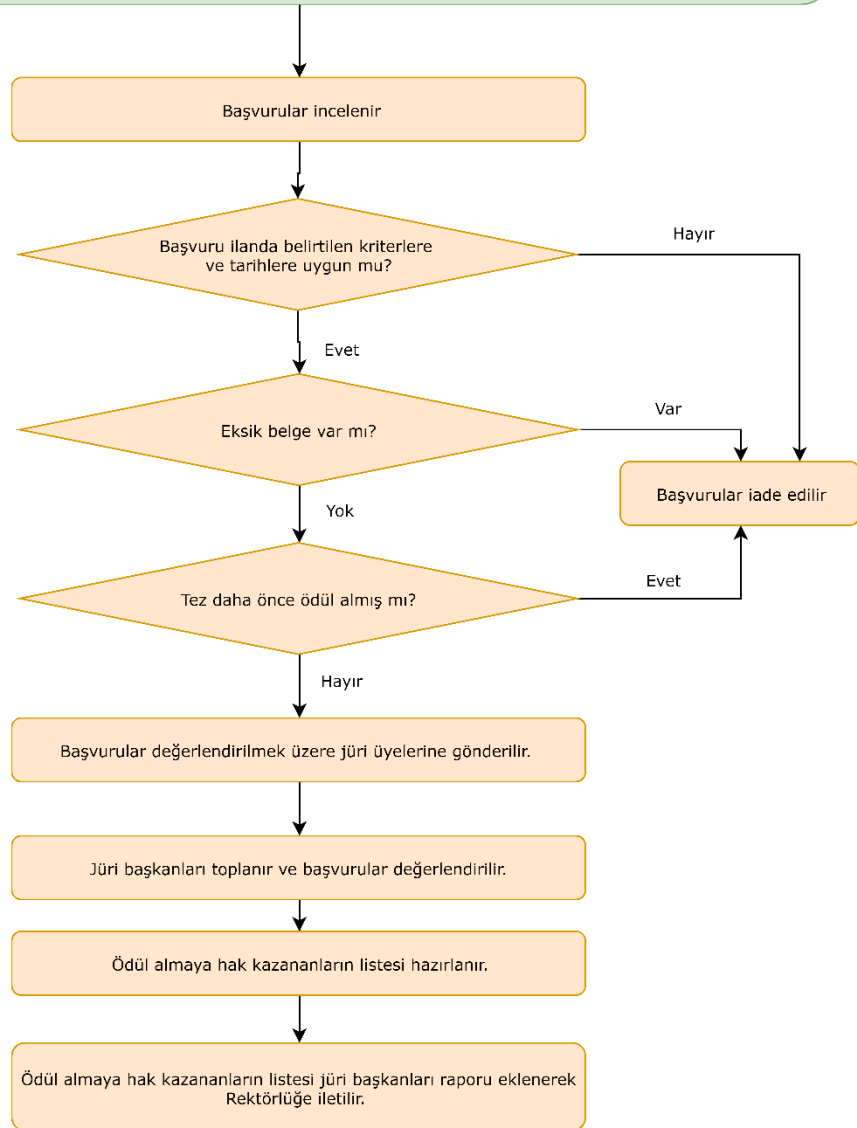 Başvurular incelenir
Başvuru ilanda belirtilen kriterlere
ve tarihlere uygun mu?
Hayır
Evet
Eksik belge var mı?
Var
Başvurular iade edilir
Yok
Tez daha önce ödül almış mı?
Evet
Hayır
Başvurular değerlendirilmek üzere jüri üyelerine gönderilir.
Jüri başkanları toplanır ve başvurular değerlendirilir.
Ödül almaya hak kazananların listesi hazırlanır.
Ödül almaya hak kazananların listesi jüri başkanları raporu eklenerek
Rektörlüğe iletilir.